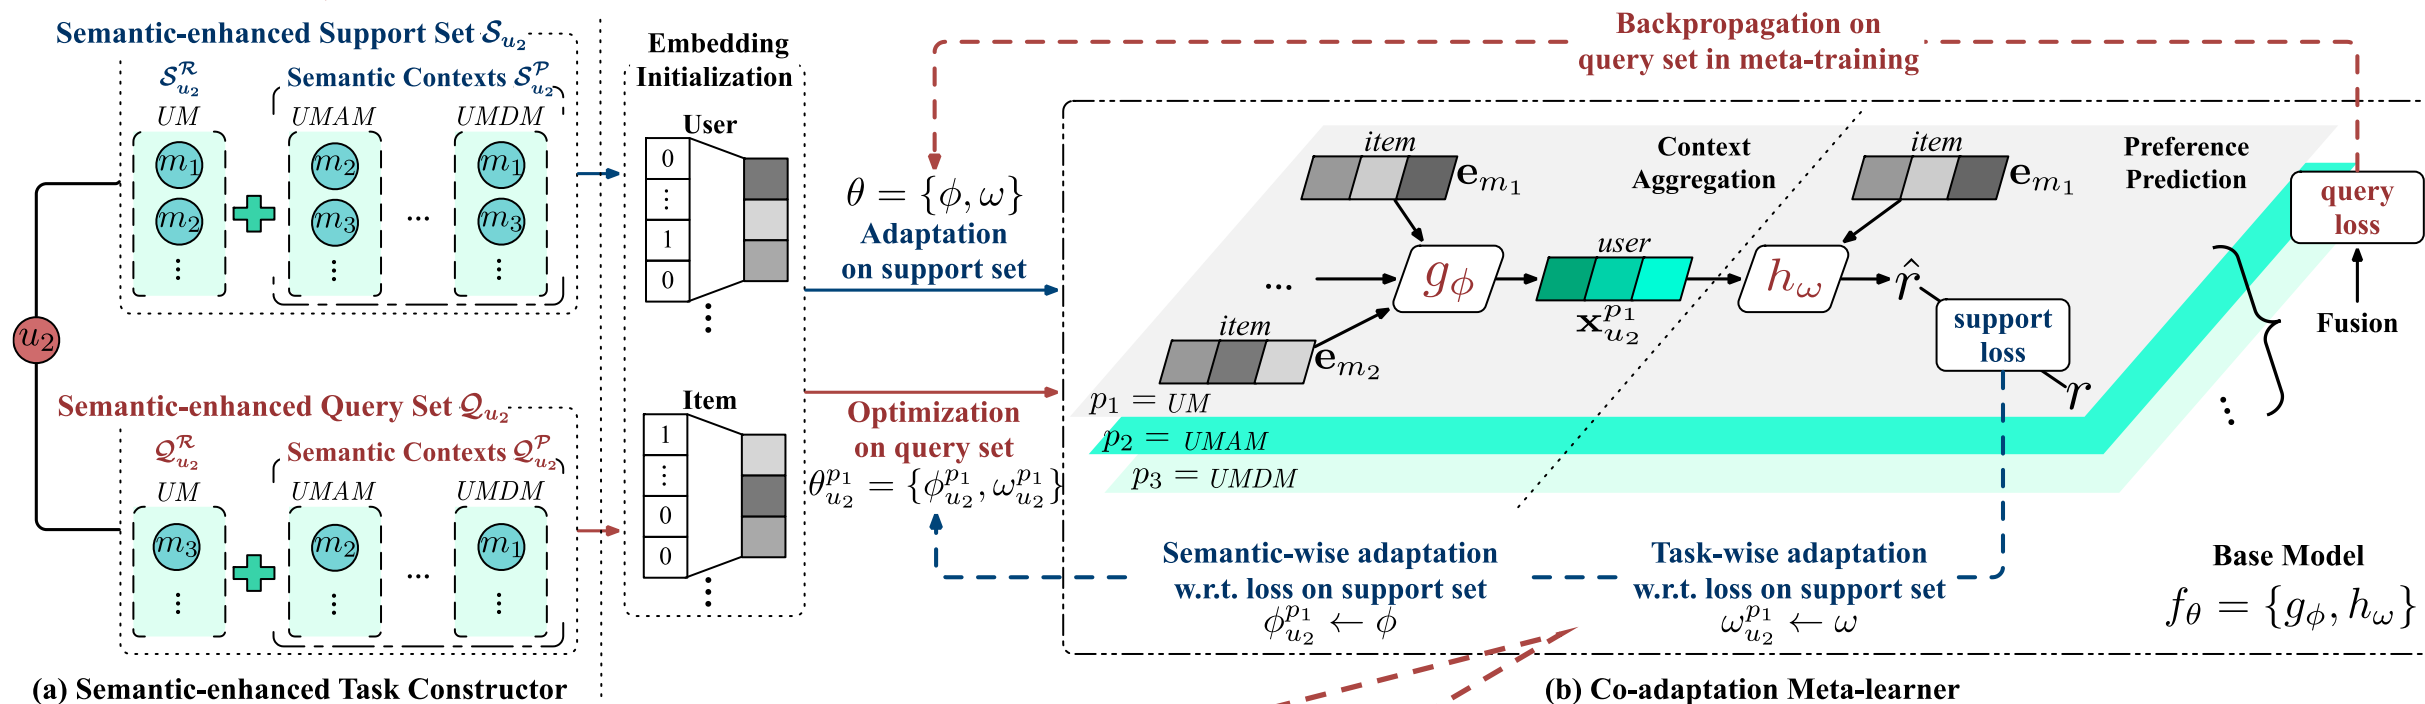 Semantic-enhanced Support Set 𝒮_{u_2}
𝒮^ℛ_{u_2}
Semantic Contexts 𝒮^𝒫_{u_2}
UM
UMAM
UMDM
m_1
m_2
m_1
m_2
m_3
m_3
⋮
⋮
...
⋮
u_2
Semantic-enhanced Query Set 𝒬_{u_2}
𝒬^ℛ_{u_2}
Semantic Contexts 𝒬^𝒫_{u_2}
UM
UMAM
UMDM
m_3
m_2
m_1
⋮
⋮
...
⋮
(a) Semantic-enhanced Task Constructor
Embedding
Initialization
User
0
⋮
1
0
⋮
Item
1
⋮
0
0
⋮
Backpropagation on
query set in meta-training
θ = {ϕ, ω}
Adaptation
on support set
Optimization
on query set
θ^{p_1}_{u_2} = {ϕ^{p_1}_{u_2}, ω^{p_1}_{u_2}}
item
e_{m_1}
Context
Aggregation
...
g_ϕ
item
e_{m_2}
user
x^{p_1}_{u_2}
item
e_{m_1}
Preference
Prediction
h_ω
r̂
support
loss
r
query
loss
Fusion
⋮
p_1 = UM
p_2 = UMAM
p_3 = UMDM
Semantic-wise adaptation
w.r.t. loss on support set
ϕ^{p_1}_{u_2} ← ϕ
Task-wise adaptation
w.r.t. loss on support set
ω^{p_1}_{u_2} ← ω
Base Model
f_θ = {g_ϕ, h_ω}
(b) Co-adaptation Meta-learner